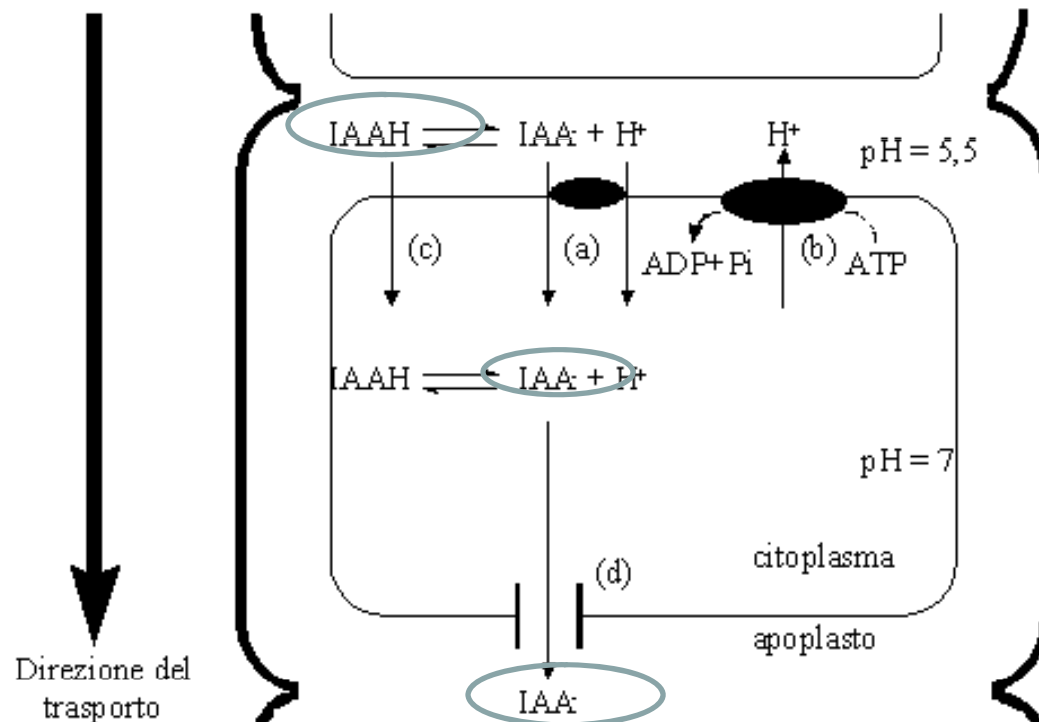 IAAH ⇌ IAA- + H+
H+
pH = 5,5
(c)
(a)
(b)
ADP+Pi
ATP
IAAH ⇌ IAA- + H+
pH = 7
citoplasma
(d)
apoplasto
Direzione del
trasporto
IAA-